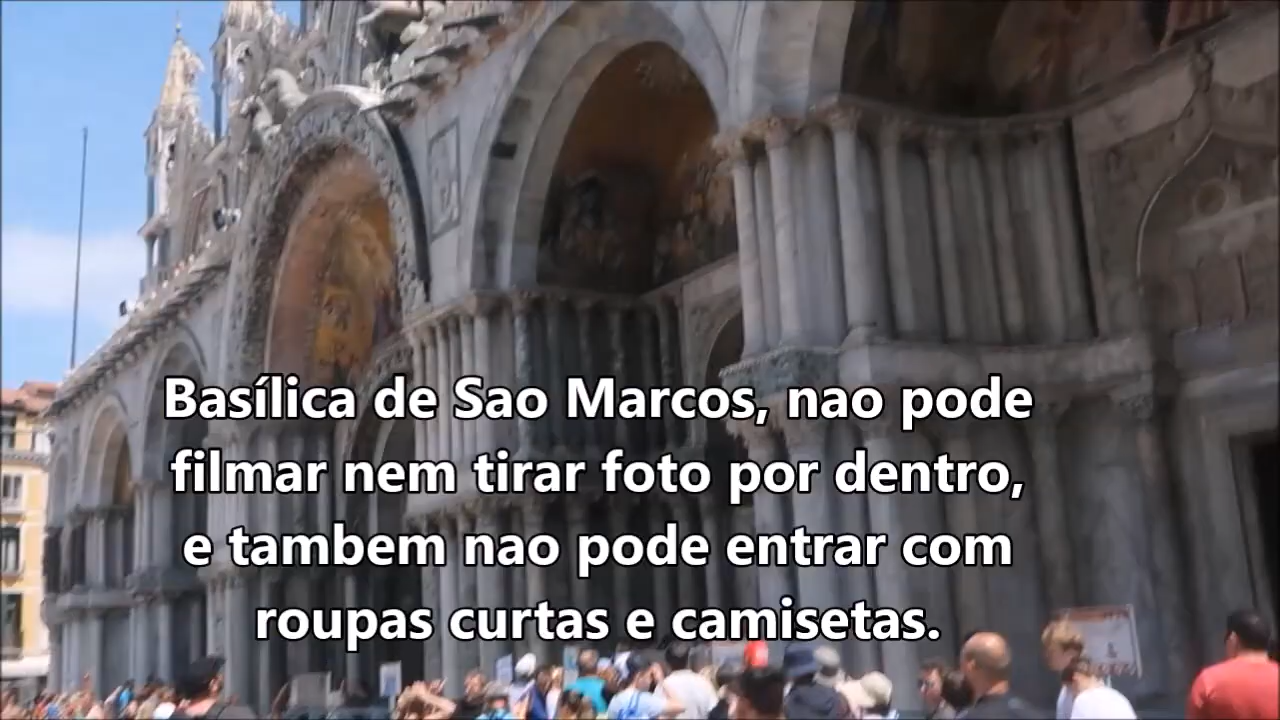 Basílica de Sao Marcos, nao pode
filmar nem tirar foto por dentro,
e tambem nao pode entrar com
roupas curtas e camisetas.